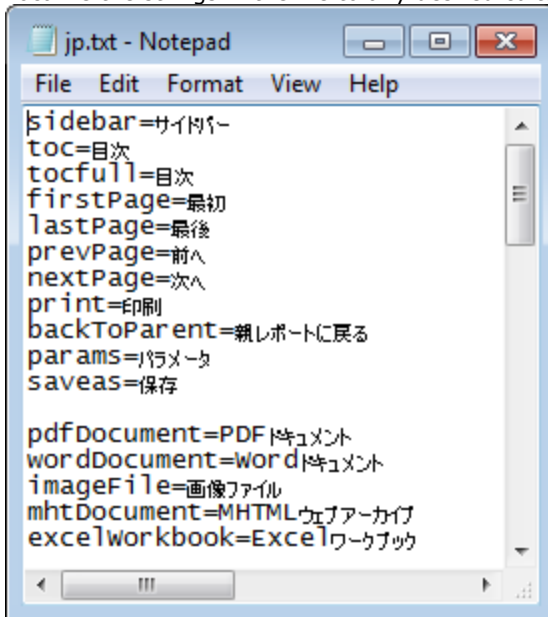 jp.txt - Notepad
File Edit Format View Help
sidebar=サイドバー
toc=目次
tocfull=目次
firstPage=最初
lastPage=最後
prevPage=前へ
nextPage=次へ
print=印刷
backToParent=親レポートに戻る
params=パラメータ
saveas=保存
pdfDocument=PDFドキュメント
wordDocument=Wordドキュメント
imageFile=画像ファイル
mhtDocument=MHTMLウェブアーカイブ
excelWorkbook=Excelワークブック